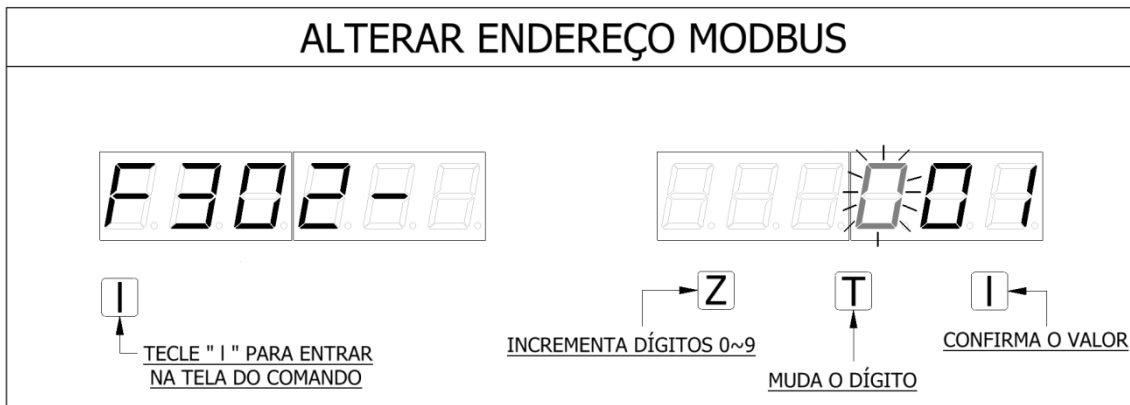 ALTERAR ENDEREÇO MODBUS
F302-
001
I
Z
T
I
TECLE " I " PARA ENTRAR
NA TELA DO COMANDO
INCREMENTA DÍGITOS 0~9
MUDA O DÍGITO
CONFIRMA O VALOR